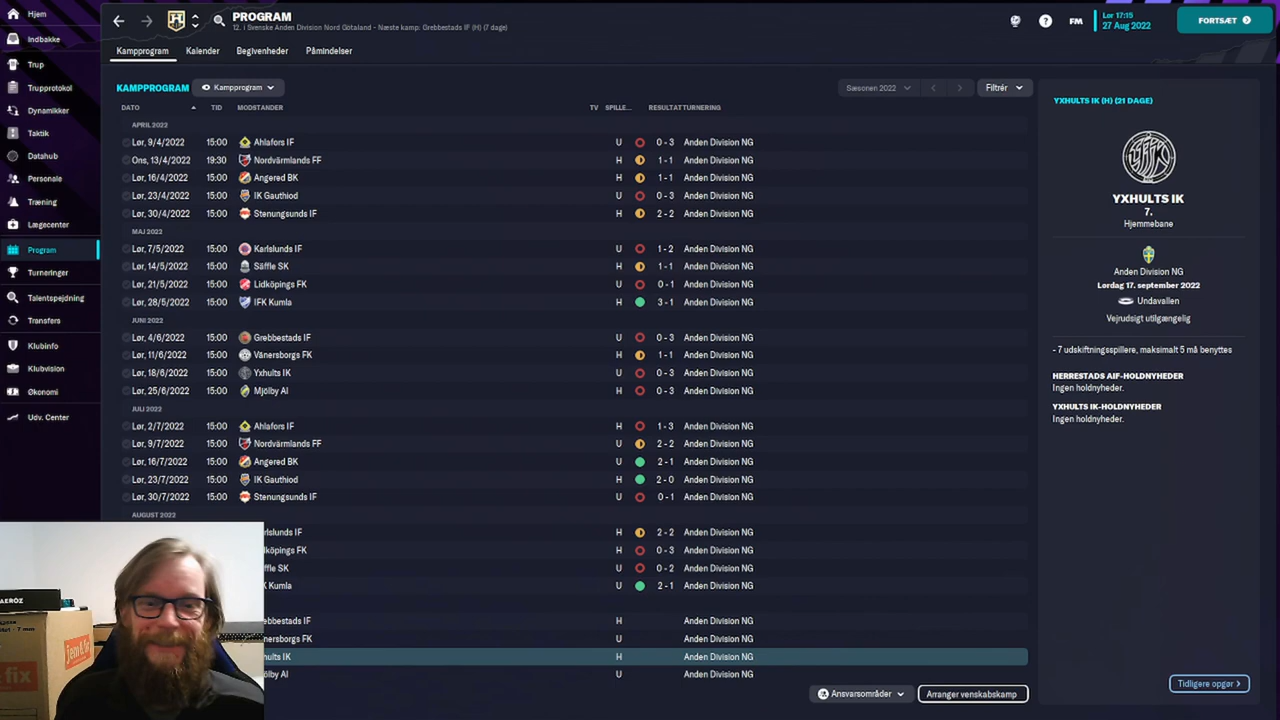 Hjem
Indbakke
Trup
Trupprotokol
Dynamikker
Taktik
Datahub
Personale
Træning
Lægecenter
Program
Turneringer
Talentspejding
Transfers
Klubinfo
Klubvision
Økonomi
Udv. Center
PROGRAM
12. i Svenske Anden Division Nord Götaland - Næste kamp: Grebbestads IF (H) (7 dage)
FM
Lør 17:15
27 Aug 2022
FORTSÆT
Kampprogram Kalender Begivenheder Påmindelser
KAMPPROGRAM Kampprogram Sæsonen 2022 Filtrér
DATO TID MODSTANDER TV SPILLE... RESULTAT TURNERING
APRIL 2022
Lør, 9/4/2022 15:00 Ahlafors IF U 0 - 3 Anden Division NG
Ons, 13/4/2022 19:30 Nordvärmlands FF H 1 - 1 Anden Division NG
Lør, 16/4/2022 15:00 Angered BK H 1 - 1 Anden Division NG
Lør, 23/4/2022 15:00 IK Gauthiod U 0 - 3 Anden Division NG
Lør, 30/4/2022 15:00 Stenungsunds IF H 2 - 2 Anden Division NG
MAJ 2022
Lør, 7/5/2022 15:00 Karlslunds IF U 1 - 2 Anden Division NG
Lør, 14/5/2022 15:00 Säffle SK H 1 - 1 Anden Division NG
Lør, 21/5/2022 15:00 Lidköpings FK U 0 - 1 Anden Division NG
Lør, 28/5/2022 15:00 IFK Kumla H 3 - 1 Anden Division NG
JUNI 2022
Lør, 4/6/2022 15:00 Grebbestads IF U 0 - 3 Anden Division NG
Lør, 11/6/2022 15:00 Vänersborgs FK H 1 - 1 Anden Division NG
Lør, 18/6/2022 15:00 Yxhults IK U 0 - 3 Anden Division NG
Lør, 25/6/2022 15:00 Mjölby AI H 0 - 3 Anden Division NG
JULI 2022
Lør, 2/7/2022 15:00 Ahlafors IF H 1 - 3 Anden Division NG
Lør, 9/7/2022 15:00 Nordvärmlands FF U 2 - 2 Anden Division NG
Lør, 16/7/2022 15:00 Angered BK U 2 - 1 Anden Division NG
Lør, 23/7/2022 15:00 IK Gauthiod H 2 - 0 Anden Division NG
Lør, 30/7/2022 15:00 Stenungsunds IF U 0 - 1 Anden Division NG
AUGUST 2022
rlslunds IF H 2 - 2 Anden Division NG
dköpings FK H 0 - 3 Anden Division NG
ffle SK U 0 - 2 Anden Division NG
K Kumla U 2 - 1 Anden Division NG
ebbestads IF H Anden Division NG
nersborgs FK U Anden Division NG
hults IK H Anden Division NG
jölby AI U Anden Division NG
Ansvarsområder Arranger venskabskamp
YXHULTS IK (H) (21 DAGE)
YXHULTS IK
7.
Hjemmebane
Anden Division NG
Lørdag 17. september 2022
Undavallen
Vejrudsigt utilgængelig
- 7 udskiftningsspillere, maksimalt 5 må benyttes
HERRESTADS AIF-HOLDNYHEDER
Ingen holdnyheder.
YXHULTS IK-HOLDNYHEDER
Ingen holdnyheder.
Tidligere opgør
AEROZ
jem&
fix